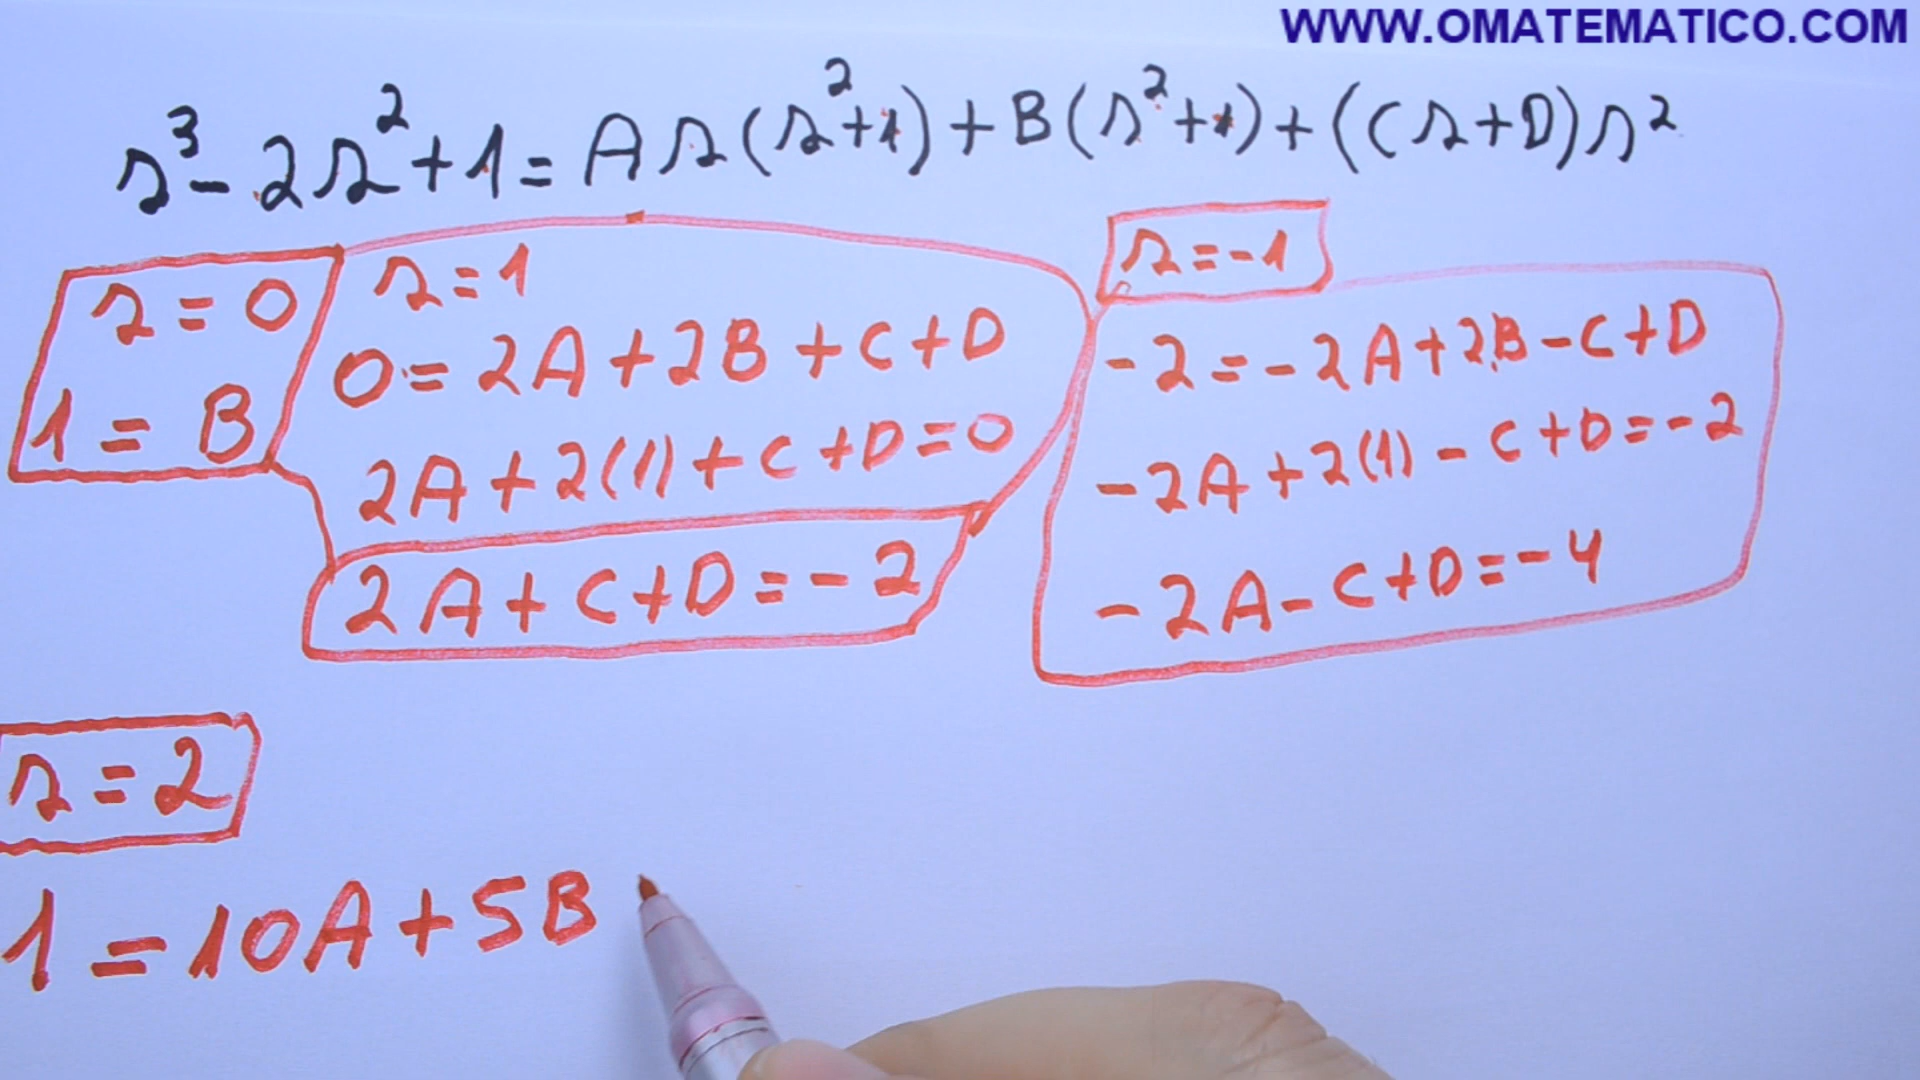 WWW.OMATEMATICO.COM
s³ - 2s² + 1 = As(s² + 1) + B(s² + 1) + (Cs + D)s²
s = 0
1 = B
s = 1
0 = 2A + 2B + C + D
2A + 2(1) + C + D = 0
2A + C + D = -2
s = -1
-2 = -2A + 2B - C + D
-2A + 2(1) - C + D = -2
-2A - C + D = -4
s = 2
1 = 10A + 5B